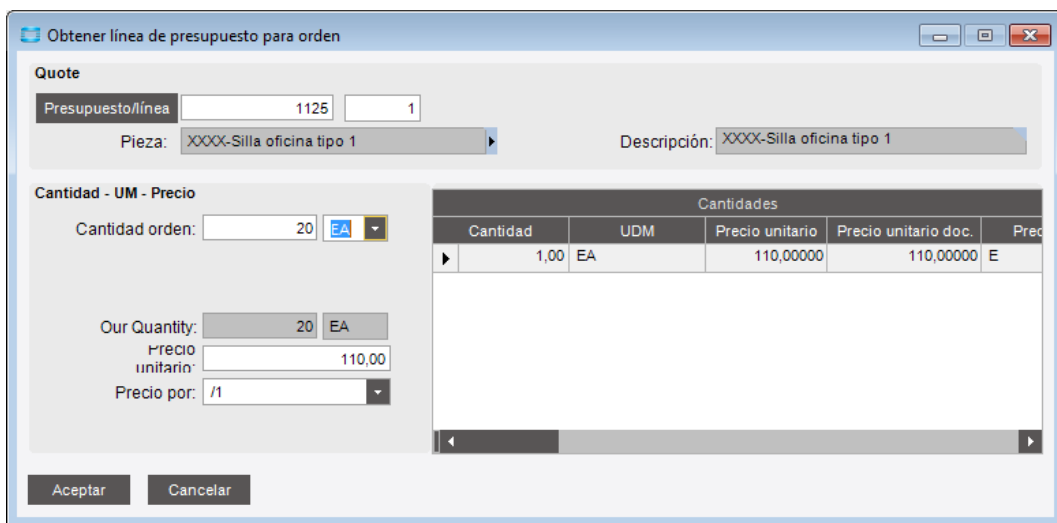 Obtener línea de presupuesto para orden
Quote
Presupuesto/línea 1125 1
Pieza: XXXX-Silla oficina tipo 1 Descripción: XXXX-Silla oficina tipo 1
Cantidad - UM - Precio
Cantidad orden: 20 EA
Our Quantity: 20 EA
Precio
unitario: 110,00
Precio por: /1
Cantidades
Cantidad UDM Precio unitario Precio unitario doc. Prec
1,00 EA 110,00000 110,00000 E
Aceptar Cancelar